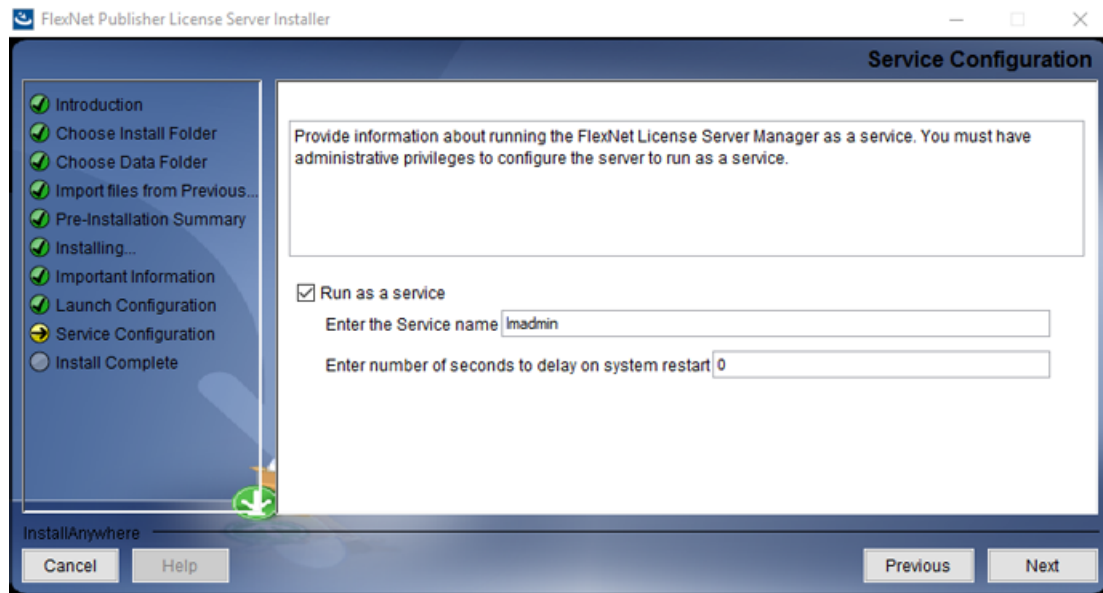 FlexNet Publisher License Server Installer
Service Configuration
Introduction
Choose Install Folder
Choose Data Folder
Import files from Previous...
Pre-Installation Summary
Installing...
Important Information
Launch Configuration
Service Configuration
Install Complete
Provide information about running the FlexNet License Server Manager as a service. You must have
administrative privileges to configure the server to run as a service.
Run as a service
Enter the Service name lmadmin
Enter number of seconds to delay on system restart 0
InstallAnywhere
Cancel Help Previous Next